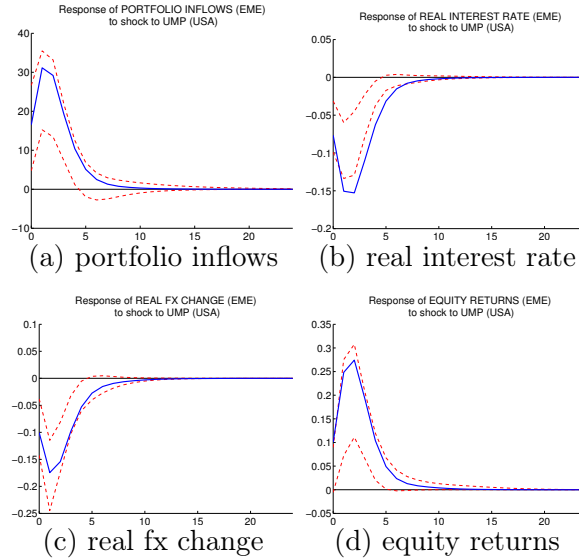 Response of PORTFOLIO INFLOWS (EME)
to shock to UMP (USA)
40
30
20
10
0
−10
0 5 10 15 20
(a) portfolio inflows
Response of REAL INTEREST RATE (EME)
to shock to UMP (USA)
0.05
0
−0.05
−0.1
−0.15
−0.2
0 5 10 15 20
(b) real interest rate
Response of REAL FX CHANGE (EME)
to shock to UMP (USA)
0.1
0.05
0
−0.05
−0.1
−0.15
−0.2
−0.25
0 5 10 15 20
(c) real fx change
Response of EQUITY RETURNS (EME)
to shock to UMP (USA)
0.35
0.3
0.25
0.2
0.15
0.1
0.05
0
−0.05
0 5 10 15 20
(d) equity returns